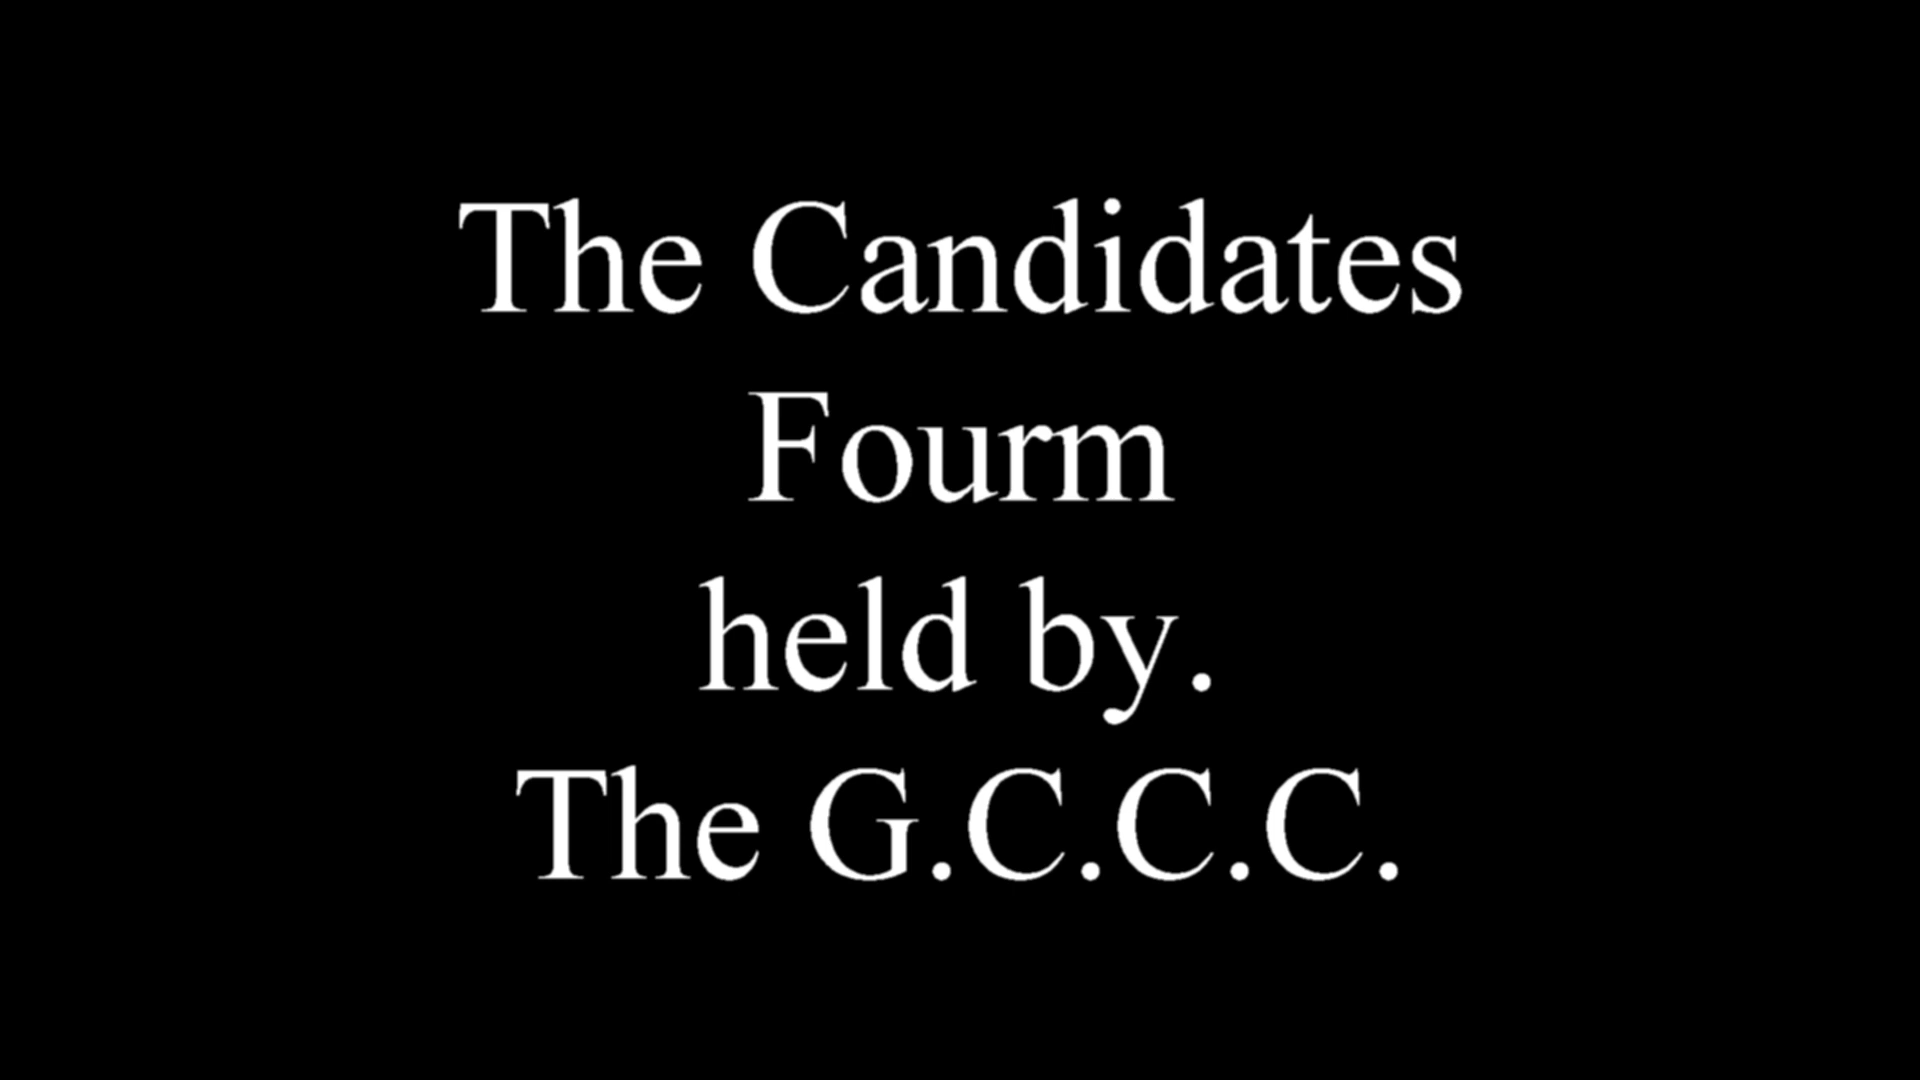 The Candidates
Fourm
held by.
The G.C.C.C.